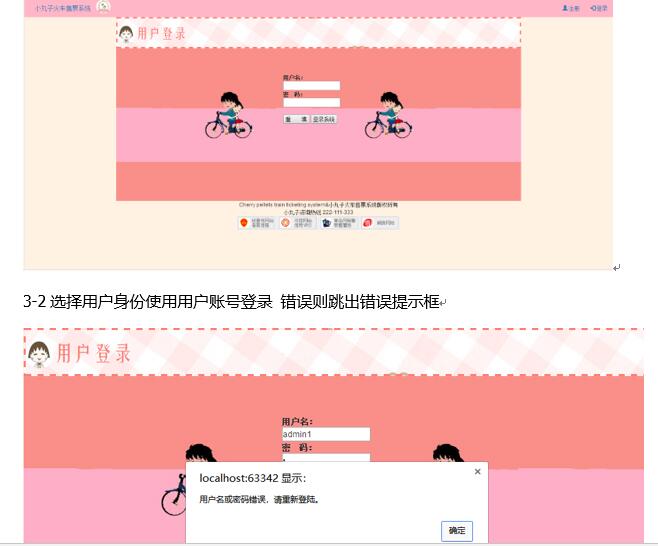 小丸子火车售票系统
注册 登录
用户登录
用户名:
密 码:
重 填 登录系统
Cherry pellets train ticketing system&小丸子火车售票系统版权所有
小丸子咨询热线 222-111-333
3-2 选择用户身份使用用户账号登录 错误则跳出错误提示框
用户登录
用户名:
admin1
密 码:
localhost:63342 显示:
用户名或密码错误，请重新登陆。
确定